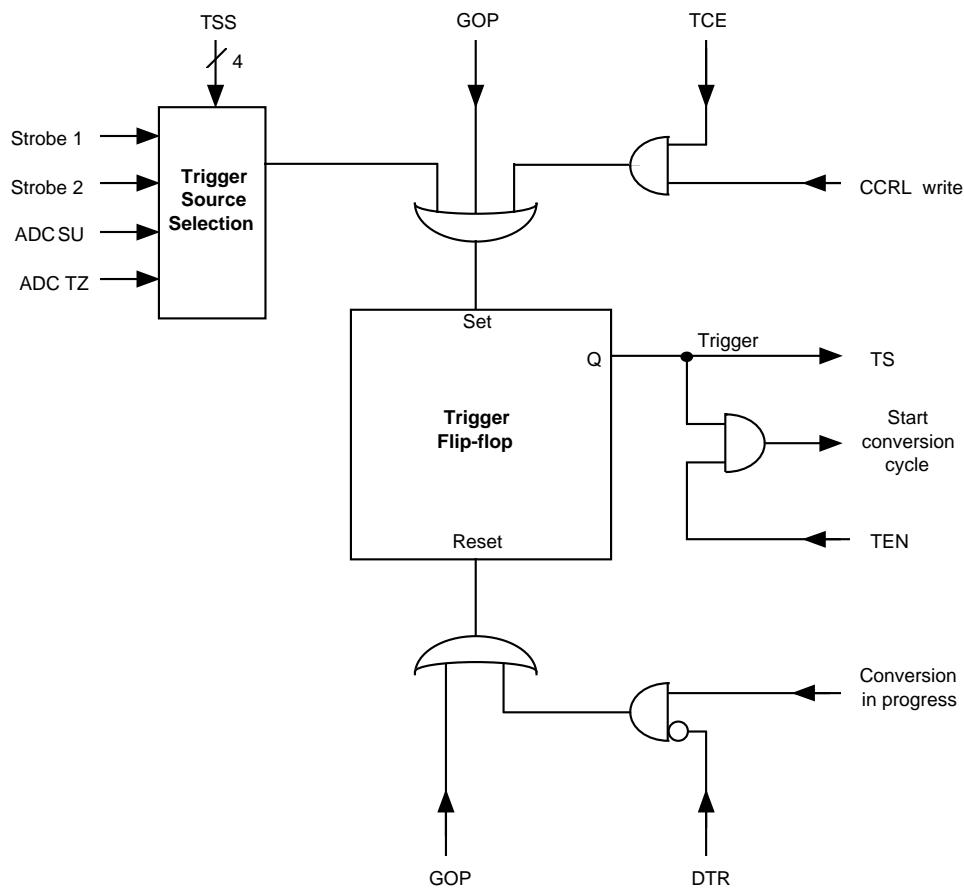 TSS
GOP
TCE
4
Strobe 1
Strobe 2
ADC SU
ADC TZ
Trigger
Source
Selection
CCRL write
Set
Q
Trigger
TS
Trigger
Flip-flop
Start
conversion
cycle
Reset
TEN
Conversion
in progress
GOP
DTR